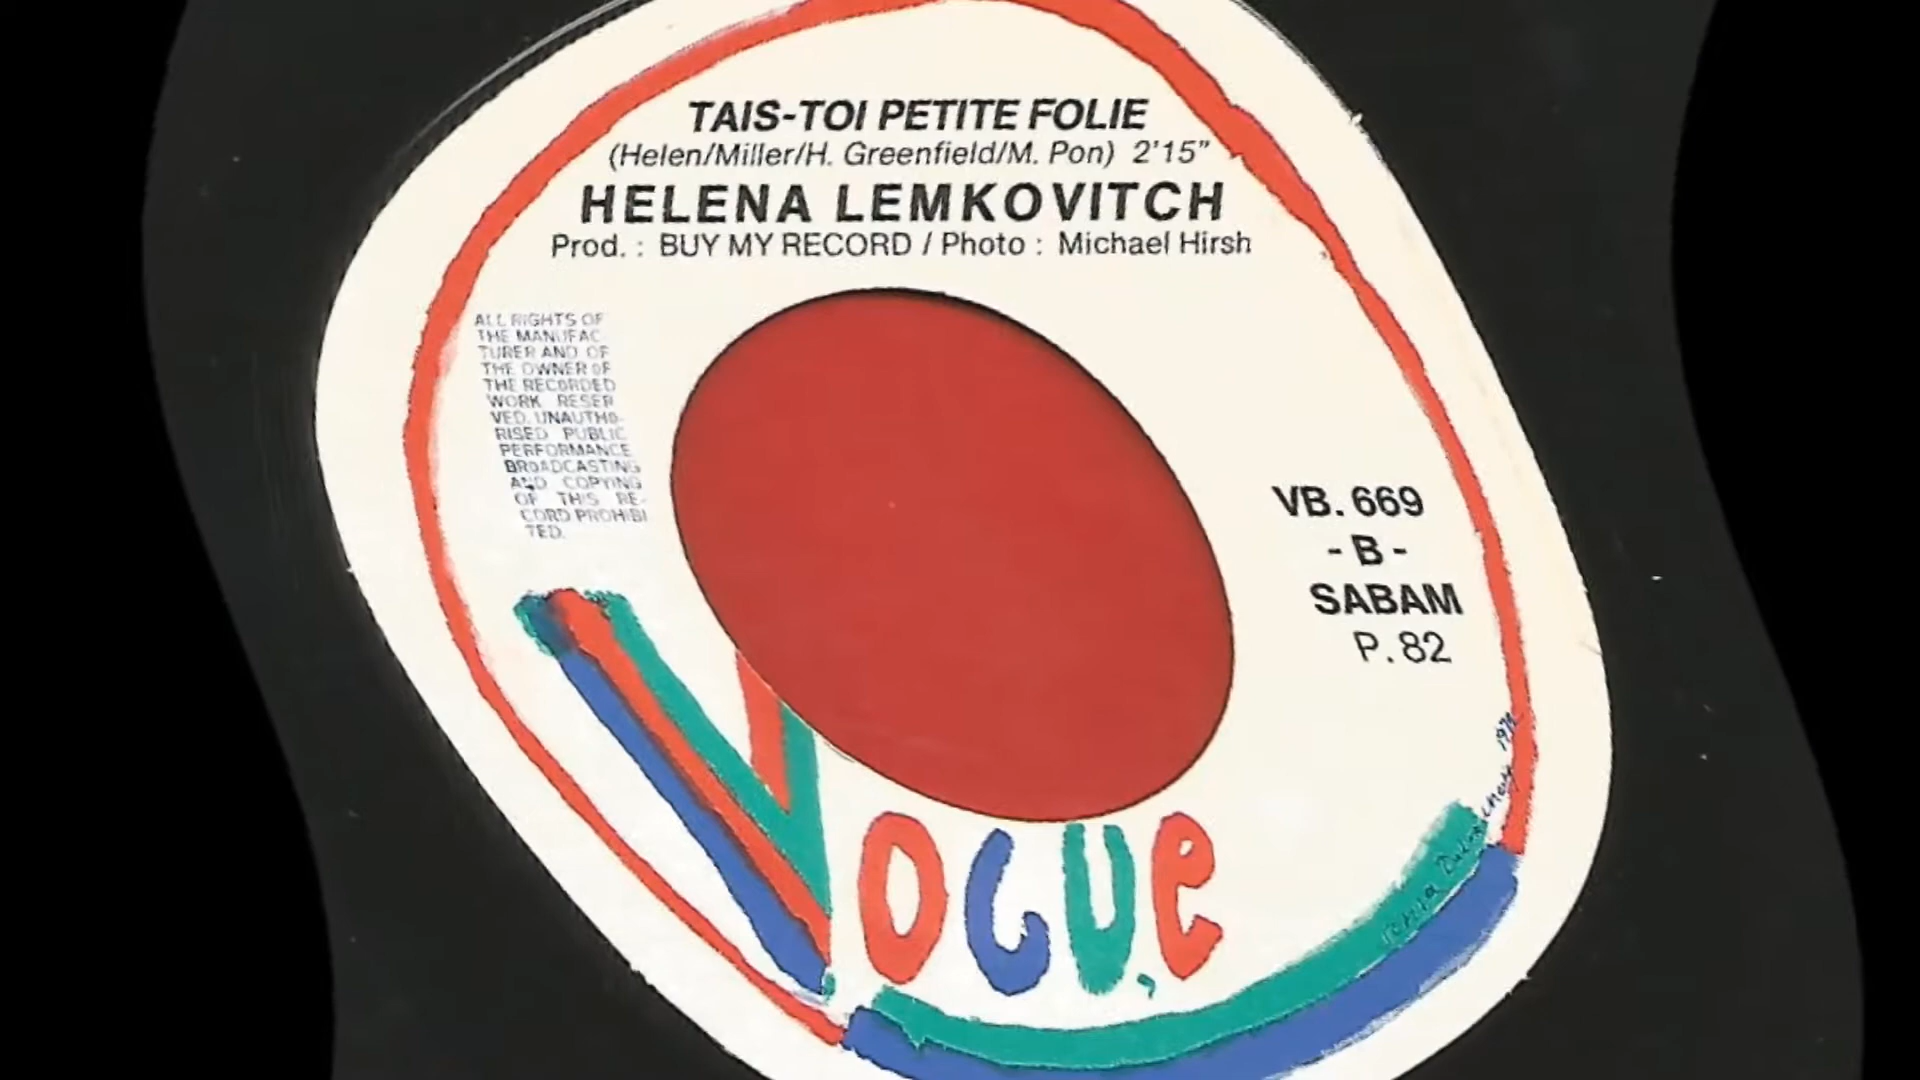 TAIS-TOI PETITE FOLIE
(Helen/Miller/H. Greenfield/M. Pon) 2'15"
HELENA LEMKOVITCH
Prod. : BUY MY RECORD / Photo : Michael Hirsh
ALL RIGHTS OF
THE MANUFAC-
TURER AND OF
THE OWNER OF
THE RECORDED
WORK RESER
VED. UNAUTHO-
RISED PUBLIC
PERFORMANCE
BROADCASTING
AND COPYING
OF THIS RE-
CORD PROHIBI
TED.
VB. 669
- B -
SABAM
P. 82
VOGUE